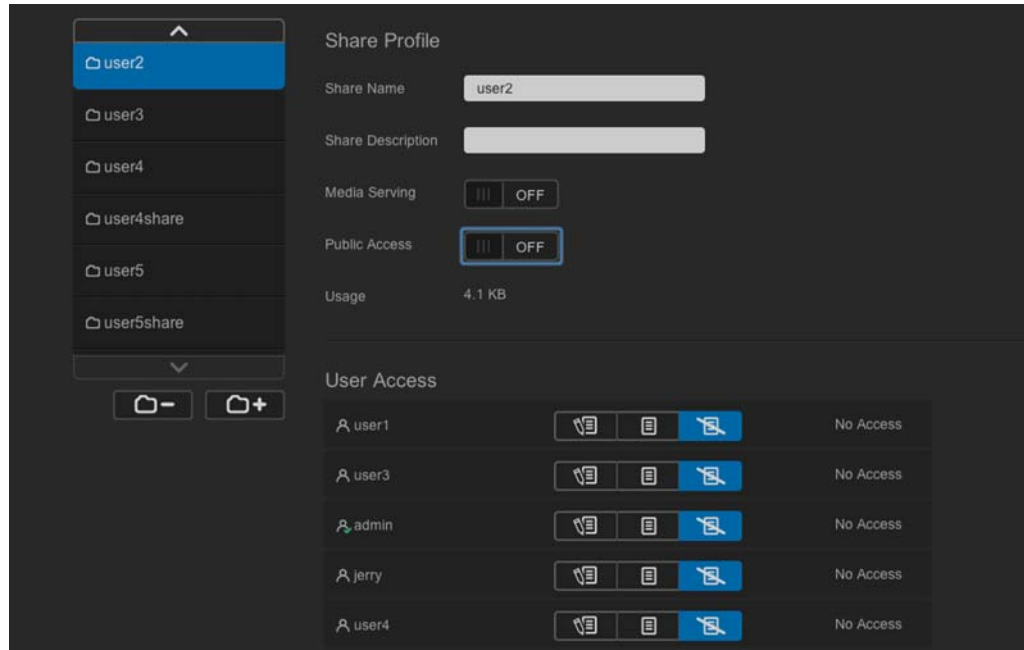 user2
user3
user4
user4share
user5
user5share
Share Profile
Share Name user2
Share Description
Media Serving OFF
Public Access OFF
Usage 4.1 KB
User Access
user1 No Access
user3 No Access
admin No Access
jerry No Access
user4 No Access